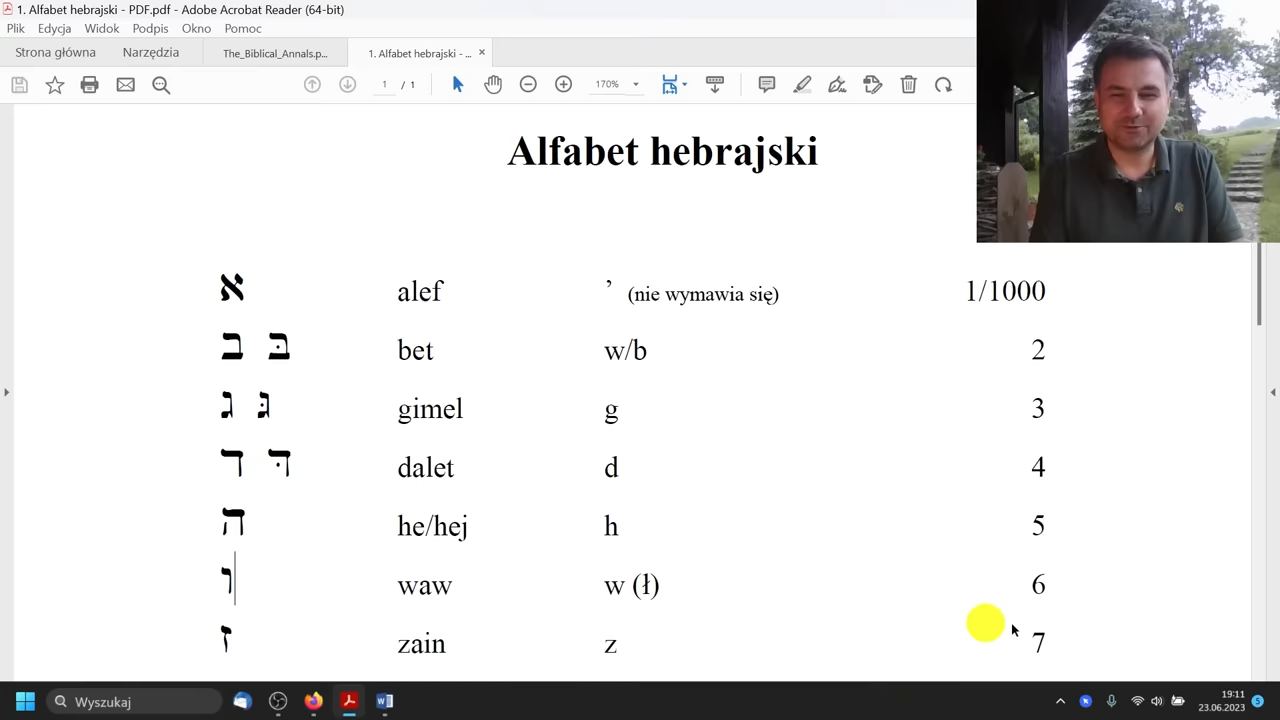 1. Alfabet hebrajski - PDF.pdf - Adobe Acrobat Reader (64-bit)
Plik Edycja Widok Podpis Okno Pomoc
Strona główna Narzędzia The_Biblical_Annals.p... 1. Alfabet hebrajski - ... ×
1 / 1 170%
Alfabet hebrajski
א alef ’ (nie wymawia się) 1/1000
ב בּ bet w/b 2
ג גּ gimel g 3
ד דּ dalet d 4
ה he/hej h 5
ו waw w (ł) 6
ז zain z 7
Wyszukaj
19:11
23.06.2023
5